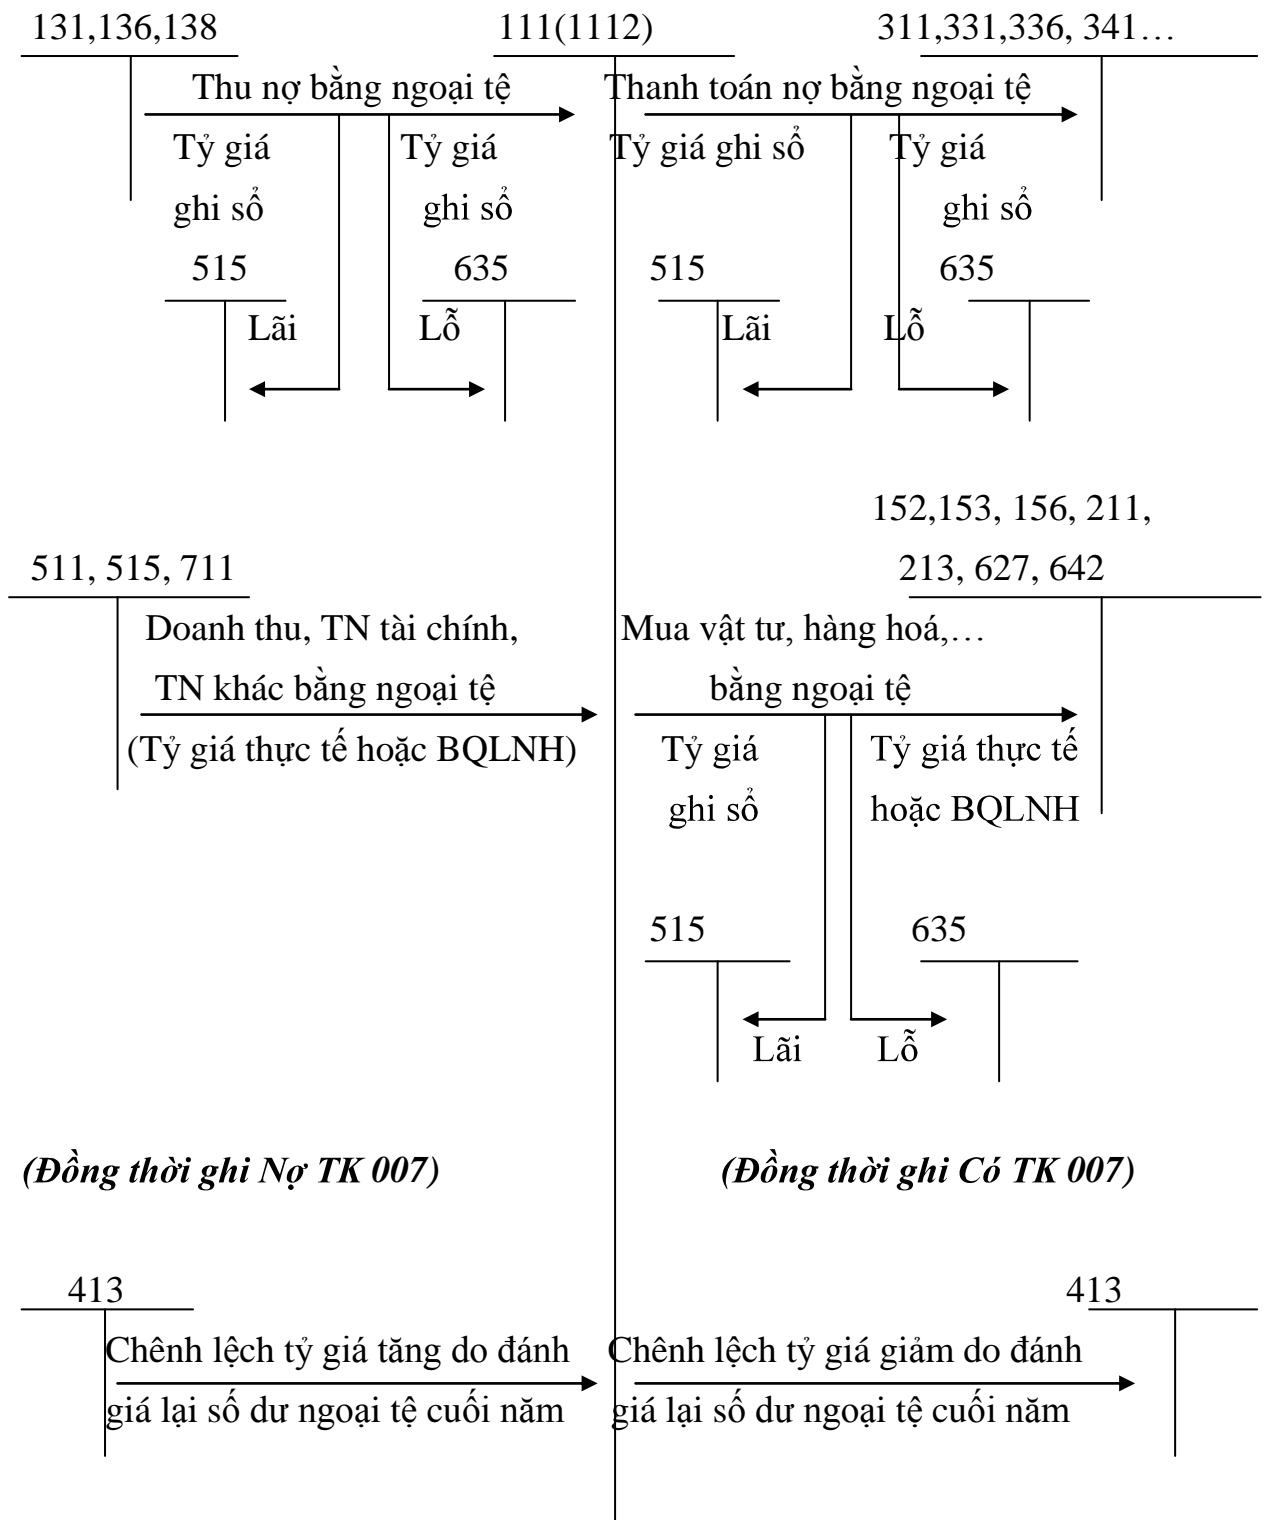 131,136,138 111(1112) 311,331,336, 341…
Thu nợ bằng ngoại tệ Thanh toán nợ bằng ngoại tệ
Tỷ giá Tỷ giá Tỷ giá ghi sổ Tỷ giá
ghi sổ ghi sổ ghi sổ
515 635 515 635
Lãi Lỗ Lãi Lỗ
152,153, 156, 211,
511, 515, 711 213, 627, 642
Doanh thu, TN tài chính, Mua vật tư, hàng hoá,…
TN khác bằng ngoại tệ bằng ngoại tệ
(Tỷ giá thực tế hoặc BQLNH) Tỷ giá Tỷ giá thực tế
ghi sổ hoặc BQLNH
515 635
Lãi Lỗ
(Đồng thời ghi Nợ TK 007) (Đồng thời ghi Có TK 007)
413 413
Chênh lệch tỷ giá tăng do đánh Chênh lệch tỷ giá giảm do đánh
giá lại số dư ngoại tệ cuối năm giá lại số dư ngoại tệ cuối năm